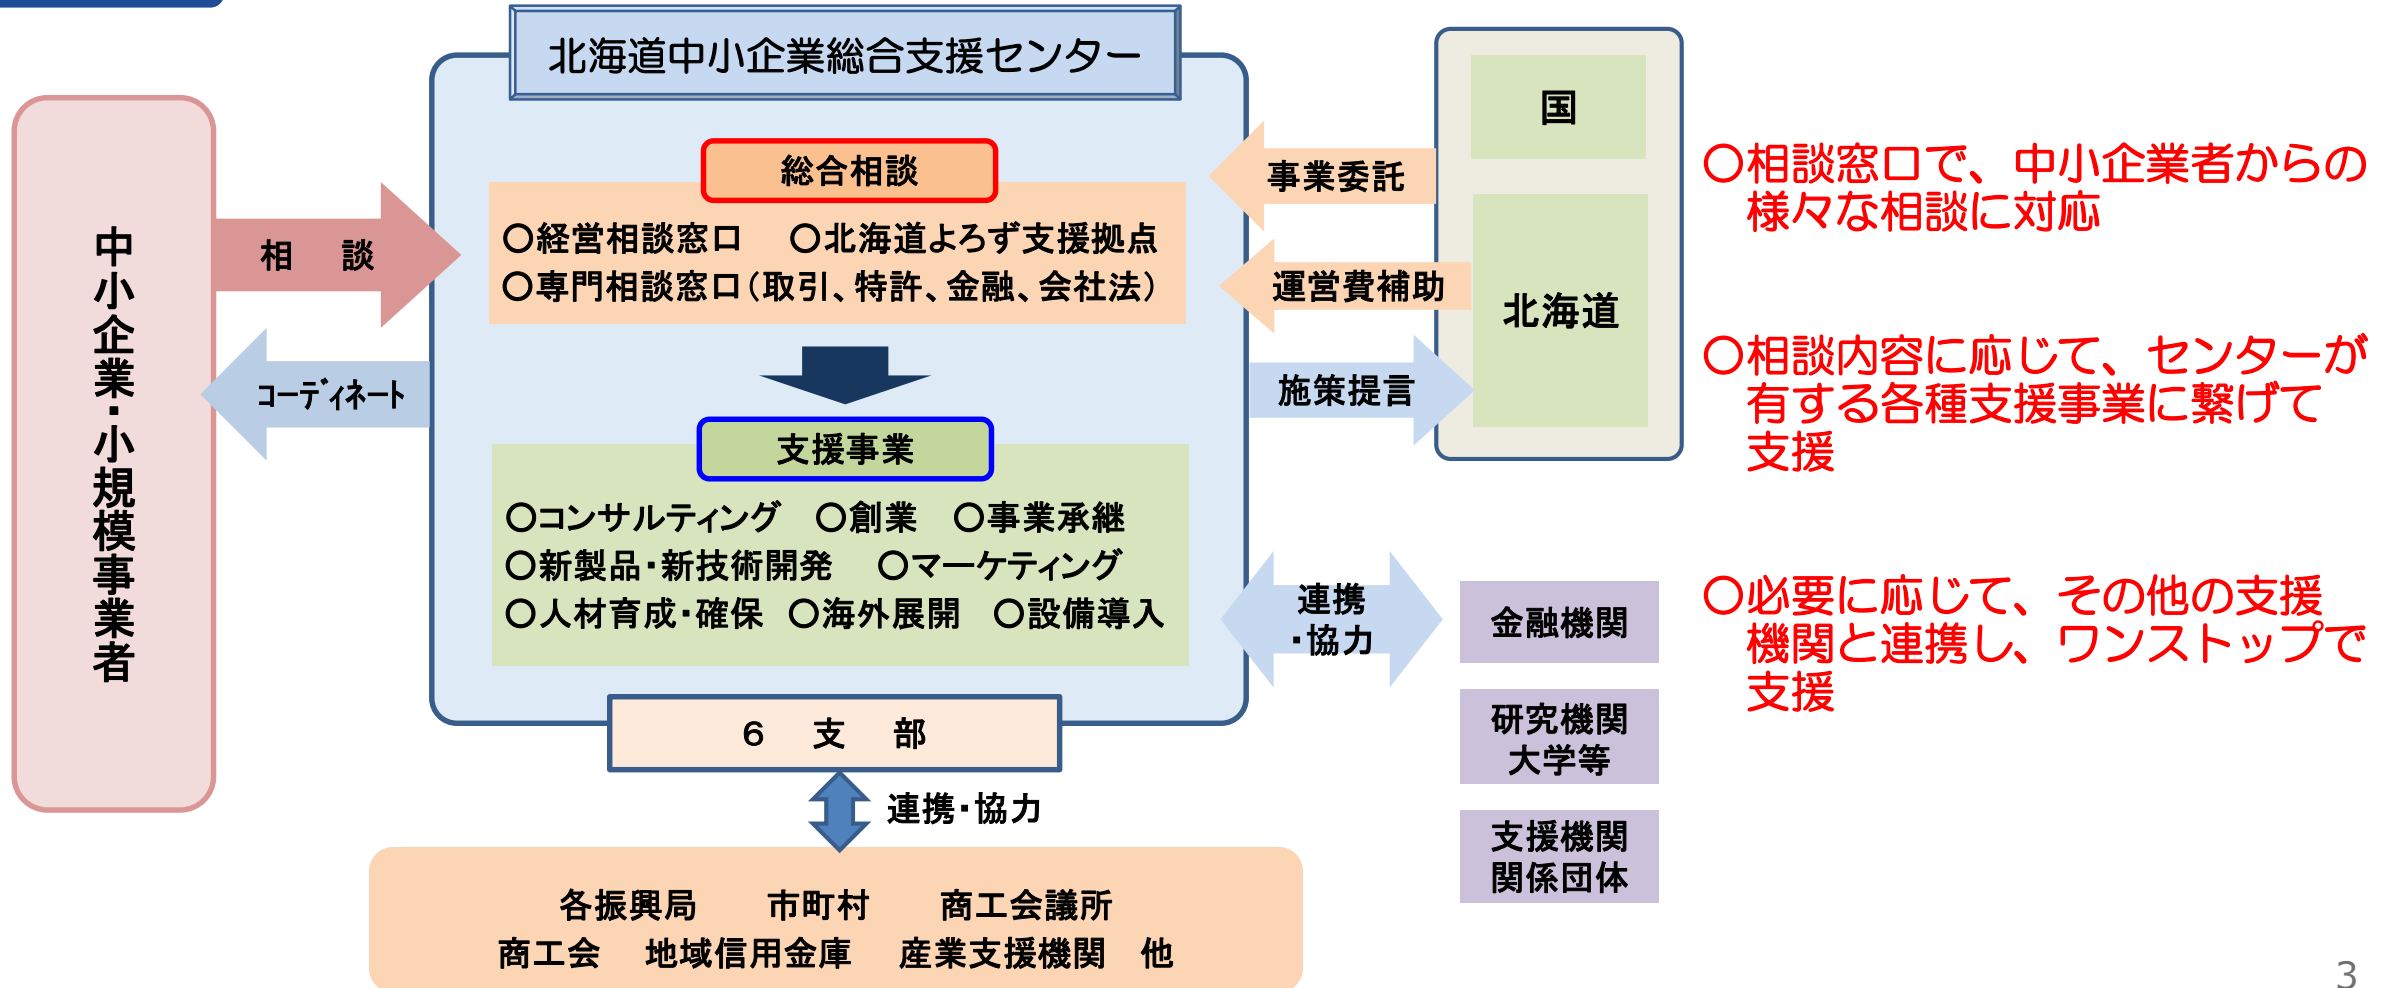 北海道中小企業総合支援センター
中小企業・小規模事業者
相　談
コーディネート
総合相談
〇経営相談窓口　〇北海道よろず支援拠点
〇専門相談窓口（取引、特許、金融、会社法）
支援事業
〇コンサルティング　〇創業　〇事業承継
〇新製品・新技術開発　〇マーケティング
〇人材育成・確保　〇海外展開　〇設備導入
６　支　部
連携・協力
各振興局　市町村　商工会議所
商工会　地域信用金庫　産業支援機関　他
事業委託
運営費補助
施策提言
国
北海道
連携
・協力
金融機関
研究機関
大学等
支援機関
関係団体
〇相談窓口で、中小企業者からの
様々な相談に対応
〇相談内容に応じて、センターが
有する各種支援事業に繋げて
支援
〇必要に応じて、その他の支援
機関と連携し、ワンストップで
支援
3